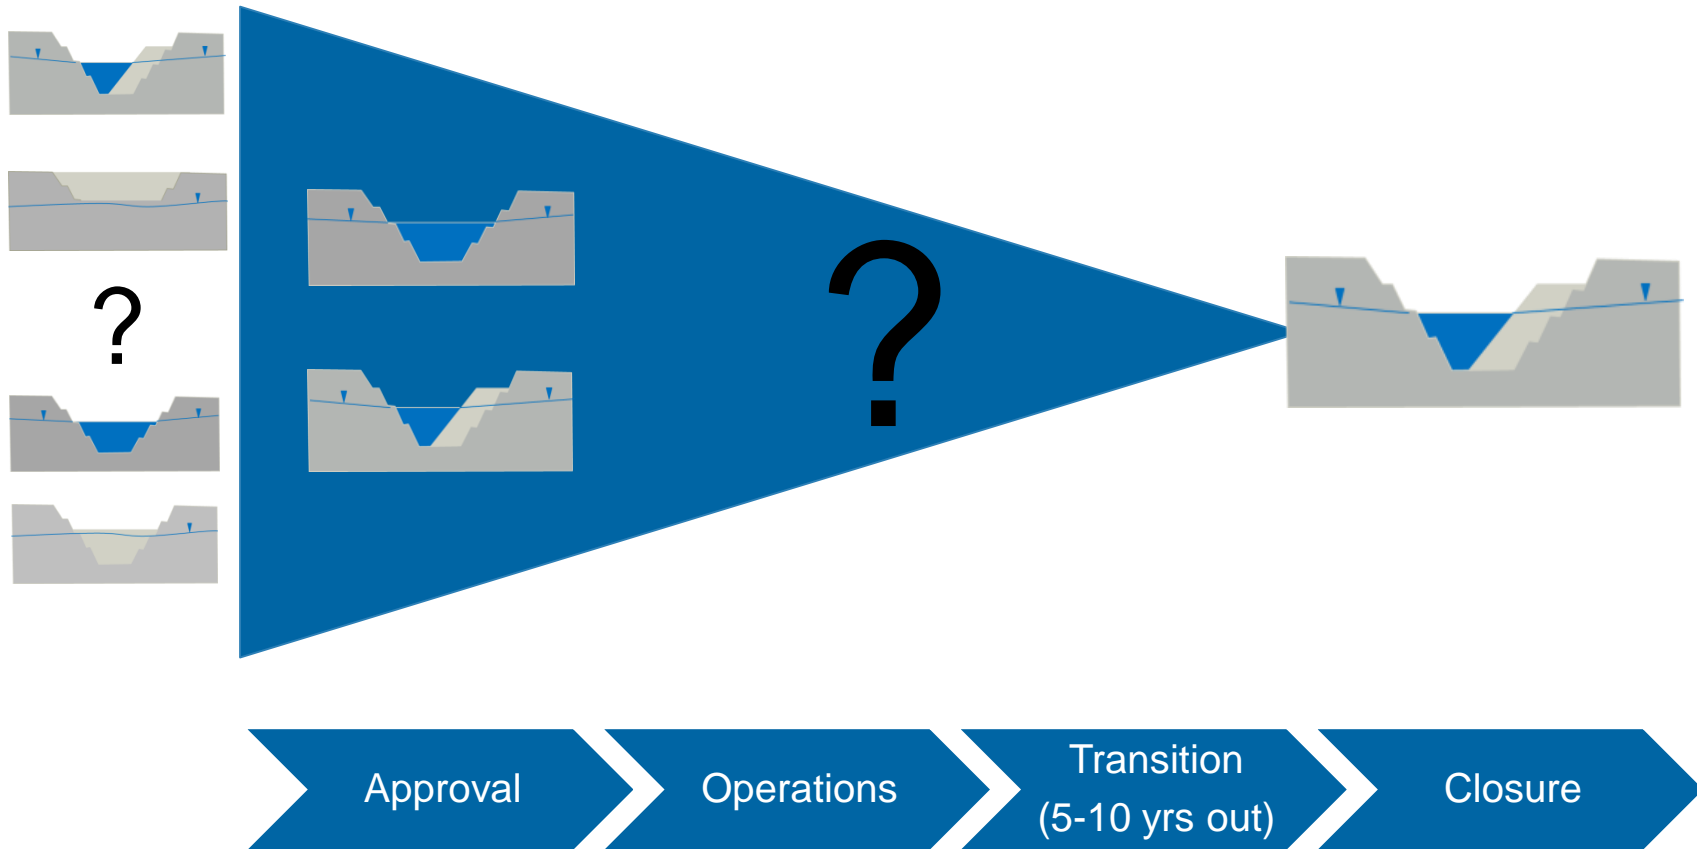 ?
?
Approval
Operations
Transition
(5-10 yrs out)
Closure